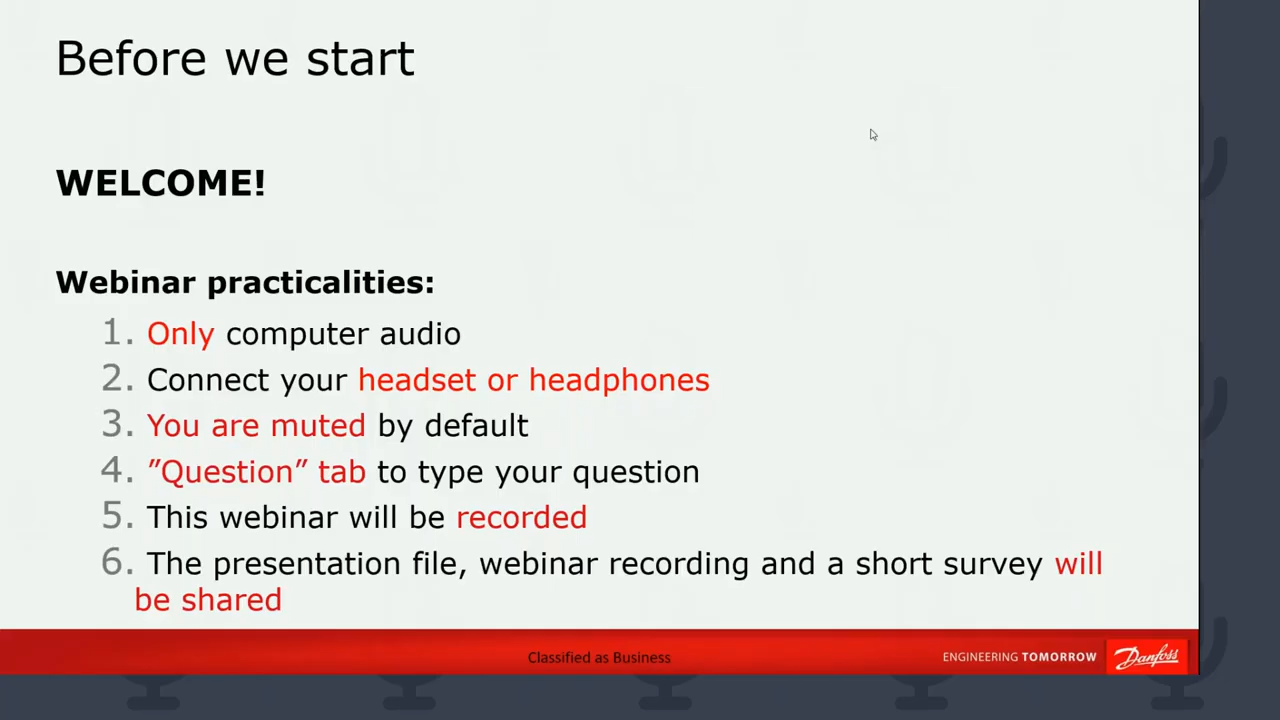 Before we start
WELCOME!
Webinar practicalities:
1. Only computer audio
2. Connect your headset or headphones
3. You are muted by default
4. ”Question” tab to type your question
5. This webinar will be recorded
6. The presentation file, webinar recording and a short survey will
be shared
Classified as Business
ENGINEERING TOMORROW
Danfoss